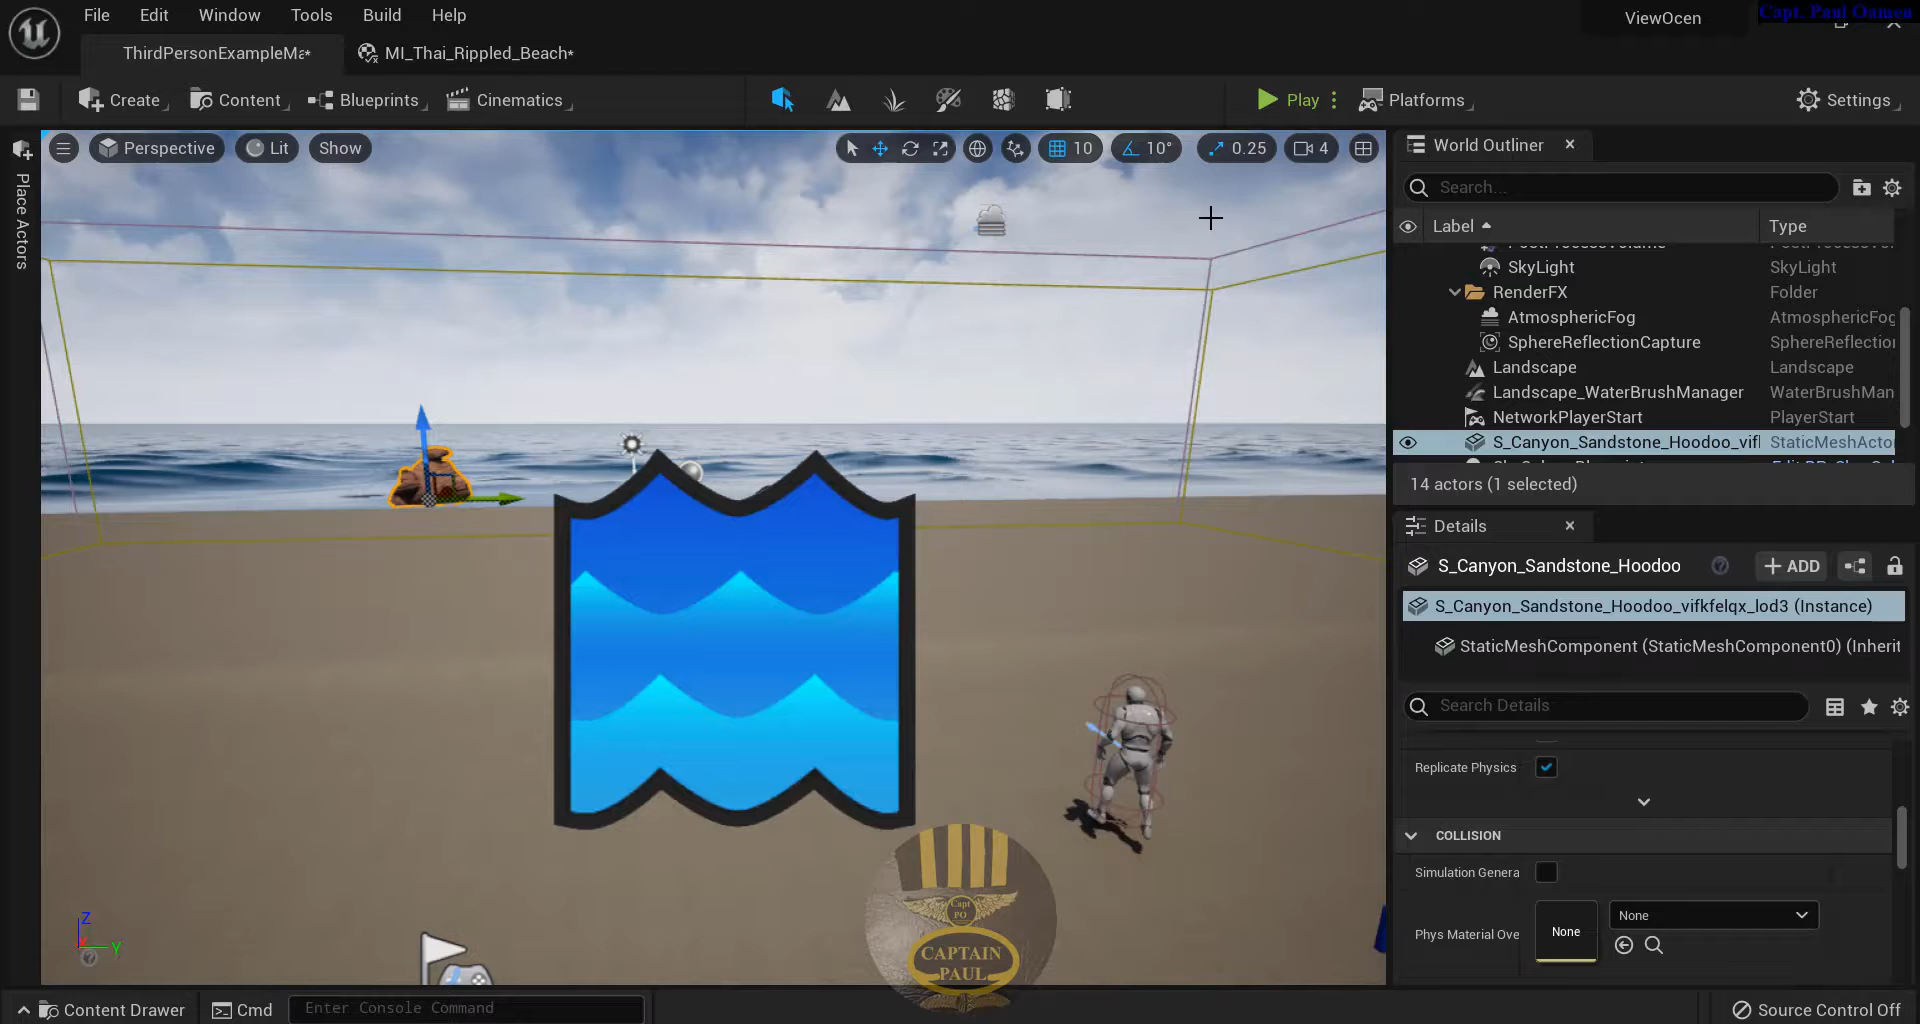 File Edit Window Tools Build Help
ViewOcen
Capt. Paul Oamen
ThirdPersonExampleMa*
MI_Thai_Rippled_Beach*
Create
Content
Blueprints
Cinematics
Play
Platforms
Settings
Place Actors
Perspective
Lit
Show
10
10°
0.25
4
World Outliner
Search...
Label
Type
SkyLight
SkyLight
RenderFX
Folder
AtmosphericFog
AtmosphericFog
SphereReflectionCapture
SphereReflection
Landscape
Landscape
Landscape_WaterBrushManager
WaterBrushMan
NetworkPlayerStart
PlayerStart
S_Canyon_Sandstone_Hoodoo_vifl
StaticMeshActo
14 actors (1 selected)
Details
S_Canyon_Sandstone_Hoodoo
+ ADD
S_Canyon_Sandstone_Hoodoo_vifkfelqx_lod3 (Instance)
StaticMeshComponent (StaticMeshComponent0) (Inherit
Search Details
Replicate Physics
COLLISION
Simulation Genera
Phys Material Ove
None
None
Z
Y
Capt
PO
CAPTAIN
PAUL
Content Drawer
Cmd
Enter Console Command
Source Control Off